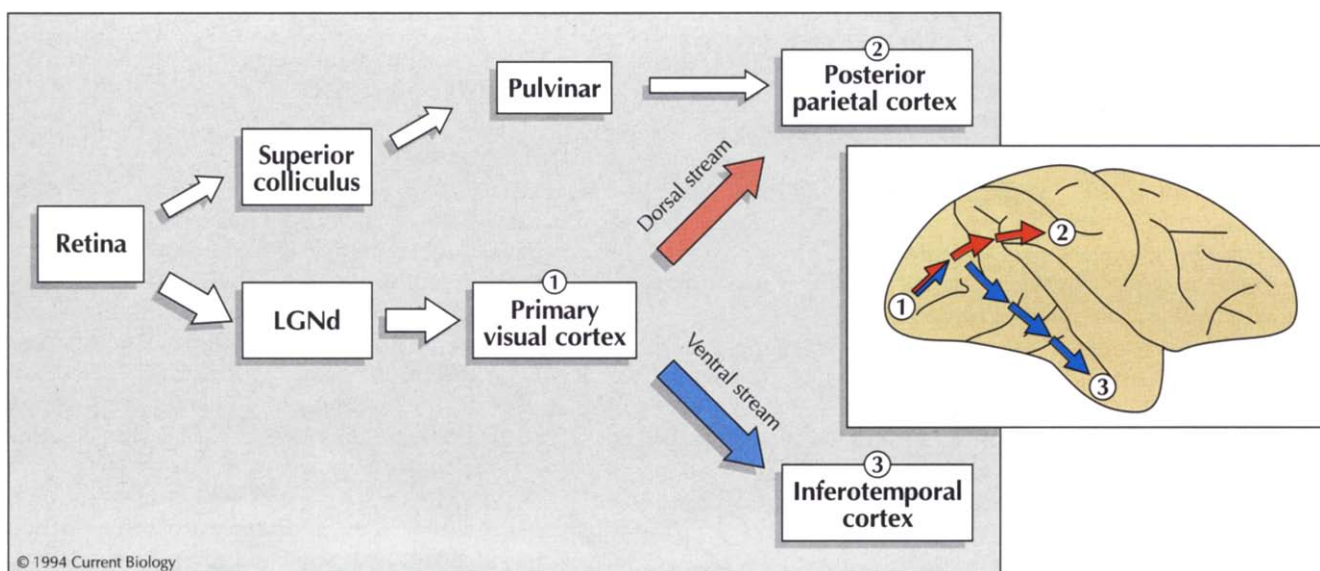 2
Posterior
parietal cortex
Pulvinar
Superior
colliculus
Dorsal stream
Retina
1
Primary
visual cortex
LGNd
Ventral stream
3
Inferotemporal
cortex
1
2
3
© 1994 Current Biology